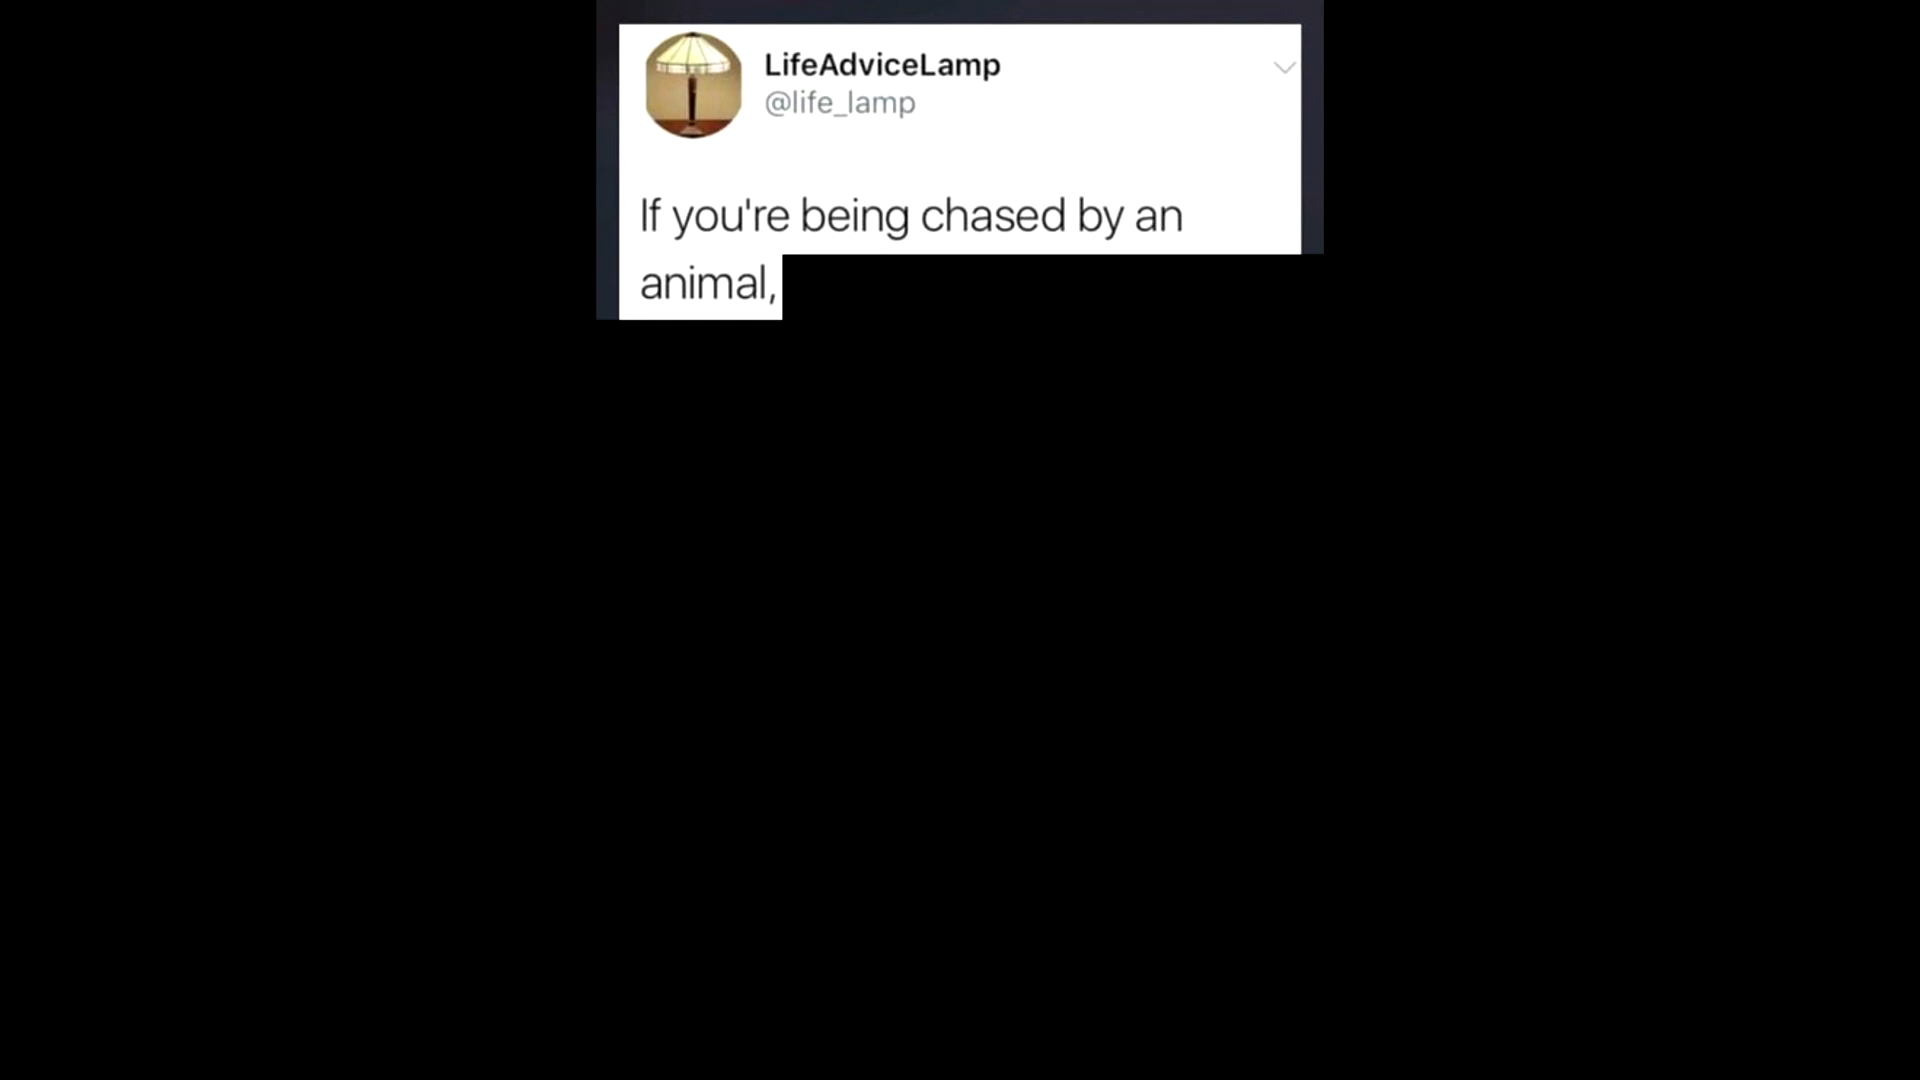 LifeAdviceLamp
@life_lamp
If you're being chased by an
animal,